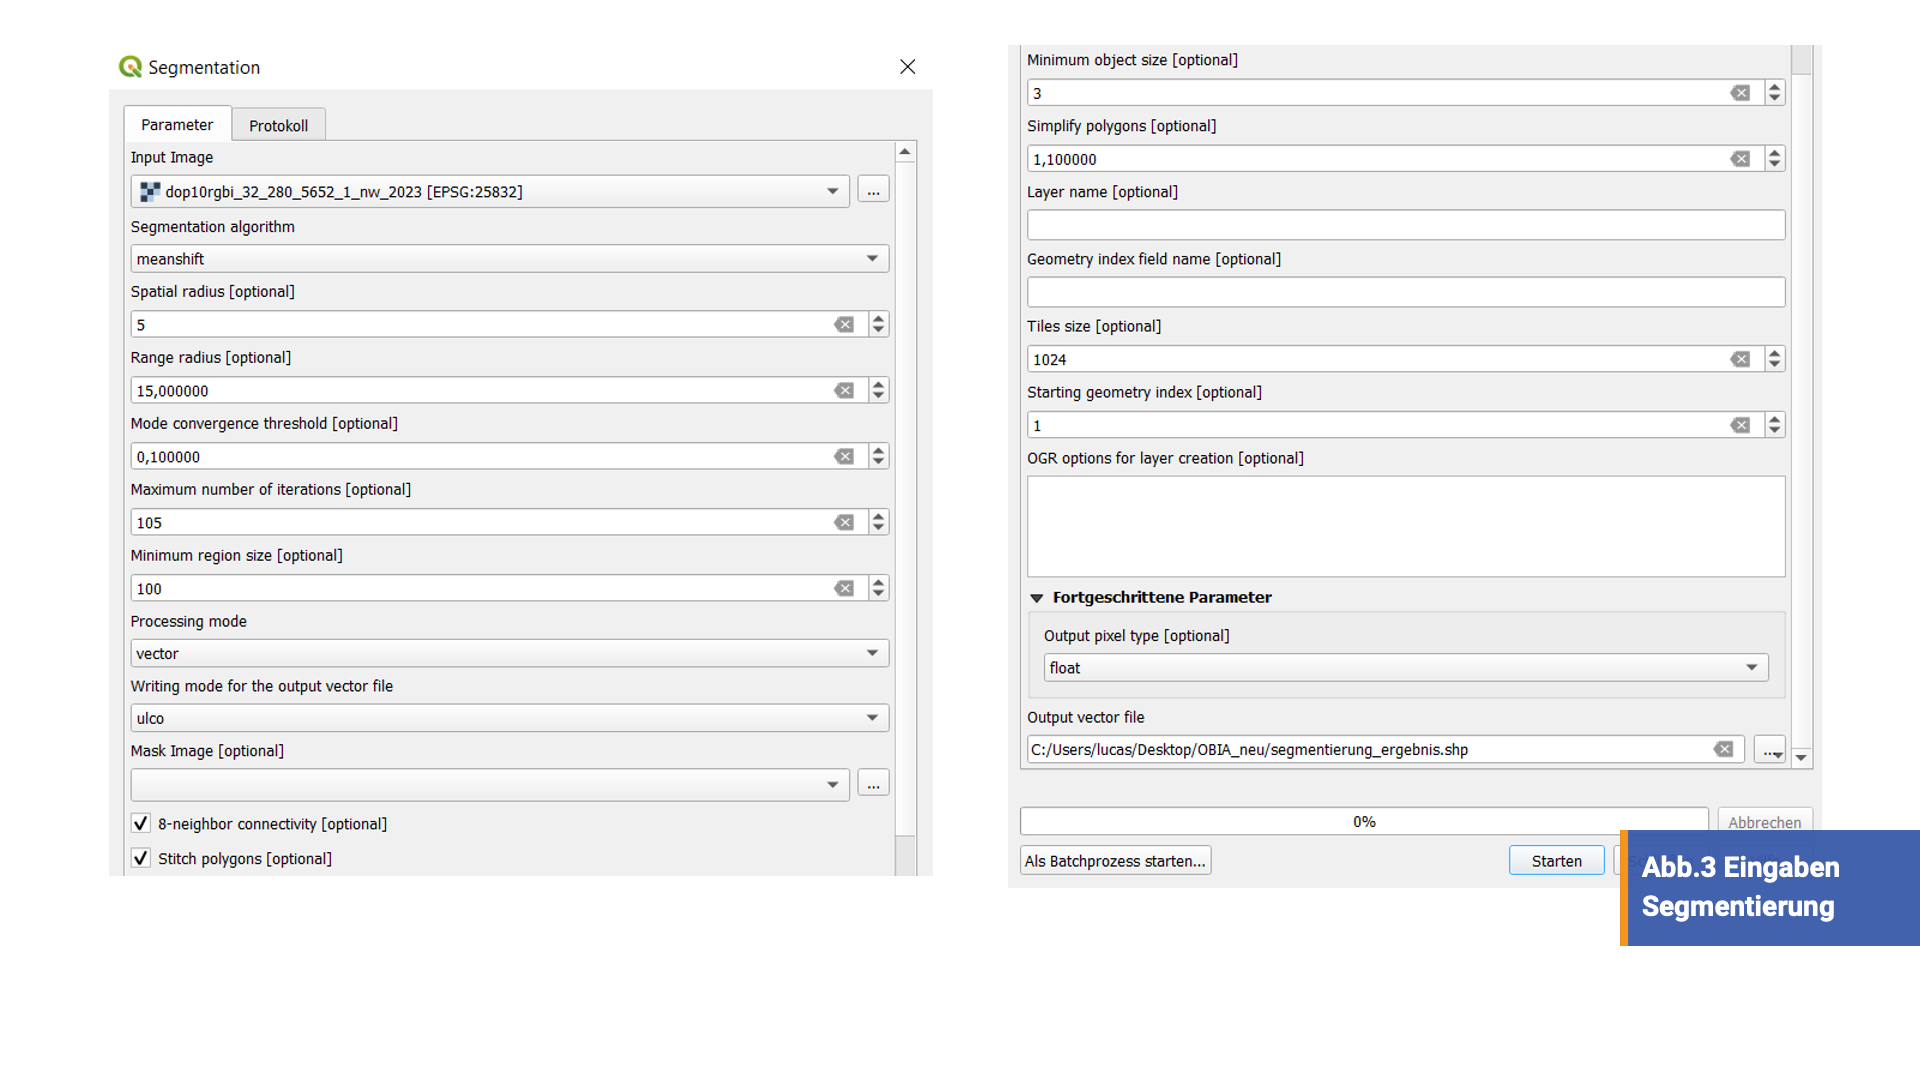 Segmentation
Parameter
Protokoll
Input Image
dop10rgbi_32_280_5652_1_nw_2023 [EPSG:25832]
...
Segmentation algorithm
meanshift
Spatial radius [optional]
5
Range radius [optional]
15,000000
Mode convergence threshold [optional]
0,100000
Maximum number of iterations [optional]
105
Minimum region size [optional]
100
Processing mode
vector
Writing mode for the output vector file
ulco
Mask Image [optional]
...
8-neighbor connectivity [optional]
Stitch polygons [optional]
Minimum object size [optional]
3
Simplify polygons [optional]
1,100000
Layer name [optional]
Geometry index field name [optional]
Tiles size [optional]
1024
Starting geometry index [optional]
1
OGR options for layer creation [optional]
Fortgeschrittene Parameter
Output pixel type [optional]
float
Output vector file
C:/Users/lucas/Desktop/OBIA_neu/segmentierung_ergebnis.shp
...
0%
Abbrechen
Als Batchprozess starten...
Starten
Abb.3 Eingaben
Segmentierung